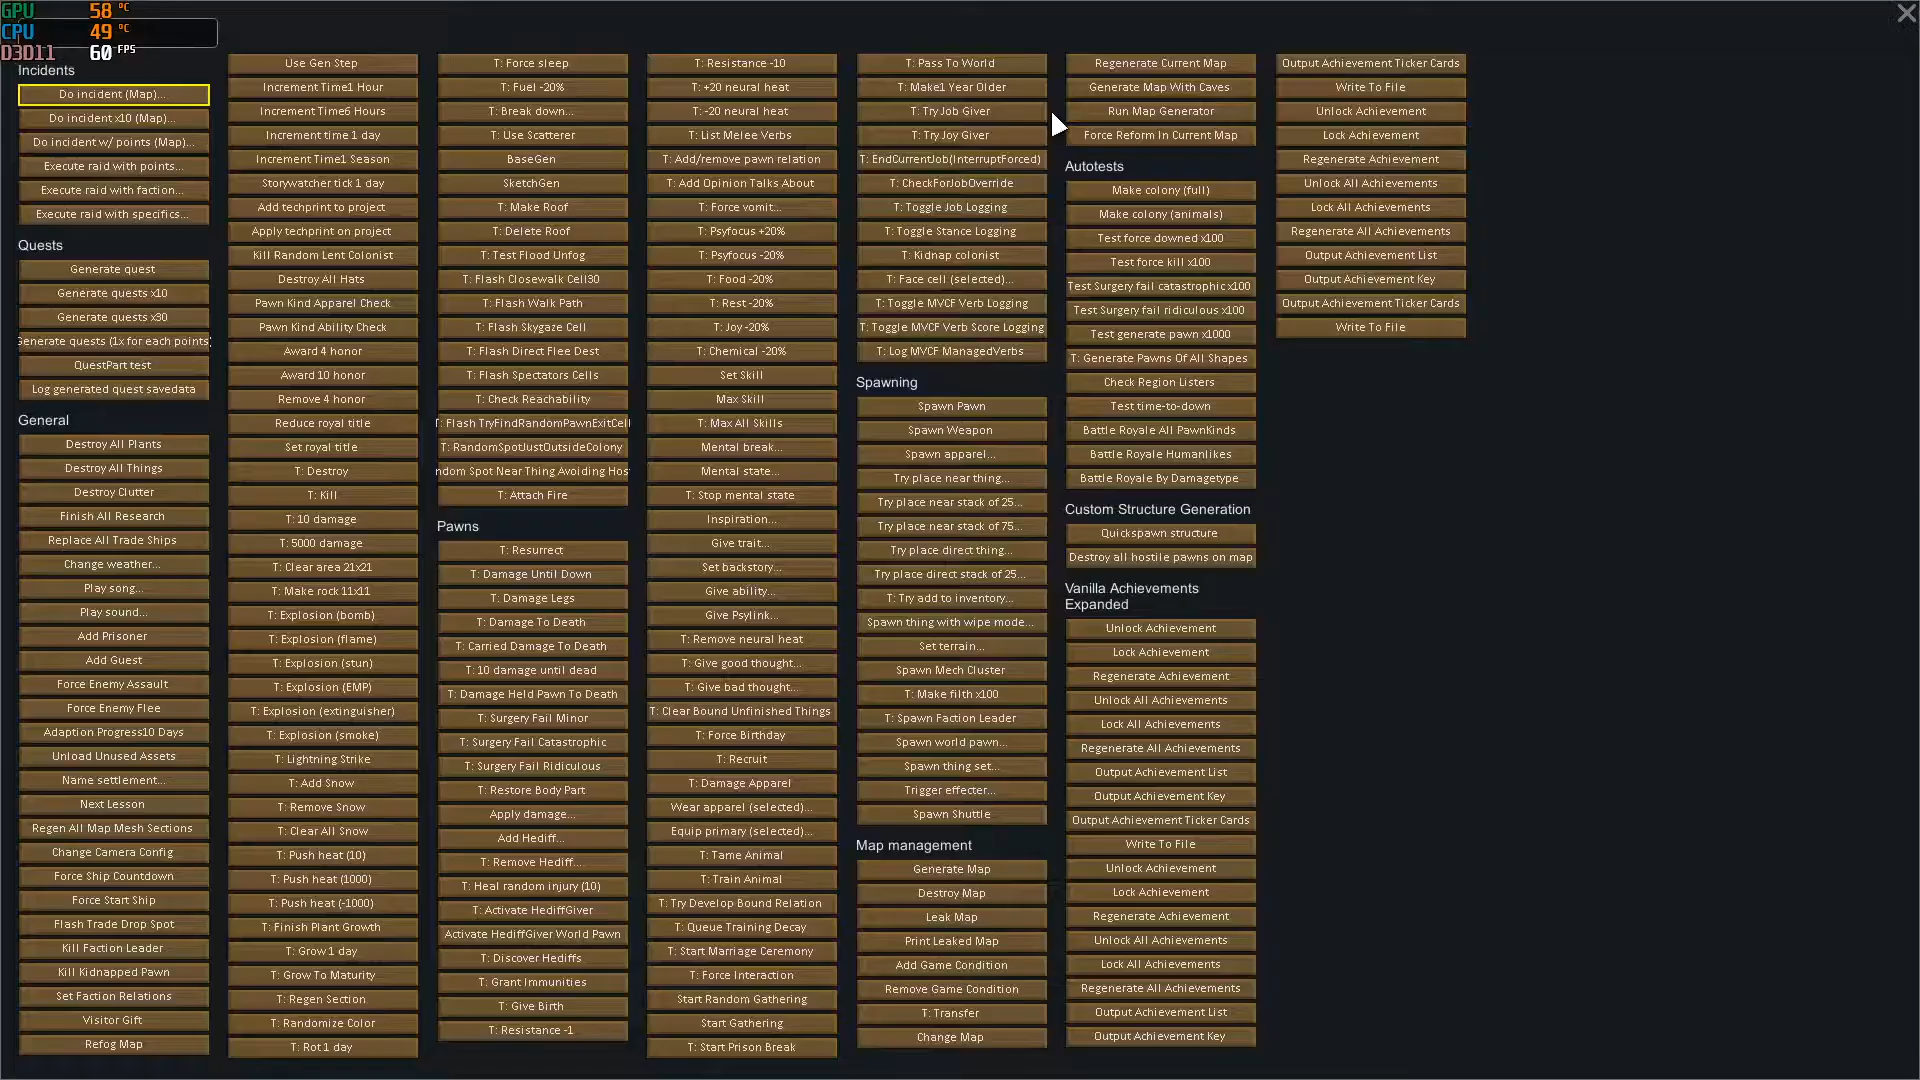 GPU 58 °C
CPU 49 °C
D3D11 60 FPS
Incidents
Do incident (Map)...
Do incident x10 (Map)...
Do incident w/ points (Map)...
Execute raid with points...
Execute raid with faction...
Execute raid with specifics...
Quests
Generate quest
Generate quests x10
Generate quests x30
Generate quests (1x for each points)
QuestPart test
Log generated quest savedata
General
Destroy All Plants
Destroy All Things
Destroy Clutter
Finish All Research
Replace All Trade Ships
Change weather...
Play song...
Play sound...
Add Prisoner
Add Guest
Force Enemy Assault
Force Enemy Flee
Adaption Progress10 Days
Unload Unused Assets
Name settlement...
Next Lesson
Regen All Map Mesh Sections
Change Camera Config
Force Ship Countdown
Force Start Ship
Flash Trade Drop Spot
Kill Faction Leader
Kill Kidnapped Pawn
Set Faction Relations
Visitor Gift
Refog Map
Use Gen Step
Increment Time1 Hour
Increment Time6 Hours
Increment time 1 day
Increment Time1 Season
Storywatcher tick 1 day
Add techprint to project
Apply techprint on project
Kill Random Lent Colonist
Destroy All Hats
Pawn Kind Apparel Check
Pawn Kind Ability Check
Award 4 honor
Award 10 honor
Remove 4 honor
Reduce royal title
Set royal title
T: Destroy
T: Kill
T: 10 damage
T: 5000 damage
T: Clear area 21x21
T: Make rock 11x11
T: Explosion (bomb)
T: Explosion (flame)
T: Explosion (stun)
T: Explosion (EMP)
T: Explosion (extinguisher)
T: Explosion (smoke)
T: Lightning Strike
T: Add Snow
T: Remove Snow
T: Clear All Snow
T: Push heat (10)
T: Push heat (1000)
T: Push heat (-1000)
T: Finish Plant Growth
T: Grow 1 day
T: Grow To Maturity
T: Regen Section
T: Randomize Color
T: Rot 1 day
T: Force sleep
T: Fuel -20%
T: Break down...
T: Use Scatterer
BaseGen
SketchGen
T: Make Roof
T: Delete Roof
T: Test Flood Unfog
T: Flash Closewalk Cell30
T: Flash Walk Path
T: Flash Skygaze Cell
T: Flash Direct Flee Dest
T: Flash Spectators Cells
T: Check Reachability
T: Flash TryFindRandomPawnExitCell
T: RandomSpotJustOutsideColony
ndom Spot Near Thing Avoiding Hos
T: Attach Fire
Pawns
T: Resurrect
T: Damage Until Down
T: Damage Legs
T: Damage To Death
T: Carried Damage To Death
T: 10 damage until dead
T: Damage Held Pawn To Death
T: Surgery Fail Minor
T: Surgery Fail Catastrophic
T: Surgery Fail Ridiculous
T: Restore Body Part
Apply damage...
Add Hediff...
T: Remove Hediff...
T: Heal random injury (10)
T: Activate HediffGiver
Activate HediffGiver World Pawn
T: Discover Hediffs
T: Grant Immunities
T: Give Birth
T: Resistance -1
T: Resistance -10
T: +20 neural heat
T: -20 neural heat
T: List Melee Verbs
T: Add/remove pawn relation
T: Add Opinion Talks About
T: Force vomit...
T: Psyfocus +20%
T: Psyfocus -20%
T: Food -20%
T: Rest -20%
T: Joy -20%
T: Chemical -20%
Set Skill
Max Skill
T: Max All Skills
Mental break...
Mental state...
T: Stop mental state
Inspiration...
Give trait...
Set backstory...
Give ability...
Give Psylink...
T: Remove neural heat
T: Give good thought...
T: Give bad thought...
T: Clear Bound Unfinished Things
T: Force Birthday
T: Recruit
T: Damage Apparel
Wear apparel (selected)...
Equip primary (selected)...
T: Tame Animal
T: Train Animal
T: Try Develop Bound Relation
T: Queue Training Decay
T: Start Marriage Ceremony
T: Force Interaction
Start Random Gathering
Start Gathering
T: Start Prison Break
T: Pass To World
T: Make1 Year Older
T: Try Job Giver
T: Try Joy Giver
T: EndCurrentJob(InterruptForced)
T: CheckForJobOverride
T: Toggle Job Logging
T: Toggle Stance Logging
T: Kidnap colonist
T: Face cell (selected)...
T: Toggle MVCF Verb Logging
T: Toggle MVCF Verb Score Logging
T: Log MVCF ManagedVerbs
Spawning
Spawn Pawn
Spawn Weapon
Spawn apparel...
Try place near thing...
Try place near stack of 25...
Try place near stack of 75...
Try place direct thing...
Try place direct stack of 25...
T: Try add to inventory...
Spawn thing with wipe mode...
Set terrain...
Spawn Mech Cluster
T: Make filth x100
T: Spawn Faction Leader
Spawn world pawn...
Spawn thing set...
Trigger effecter...
Spawn Shuttle
Map management
Generate Map
Destroy Map
Leak Map
Print Leaked Map
Add Game Condition
Remove Game Condition
T: Transfer
Change Map
Regenerate Current Map
Generate Map With Caves
Run Map Generator
Force Reform In Current Map
Autotests
Make colony (full)
Make colony (animals)
Test force downed x100
Test force kill x100
Test Surgery fail catastrophic x100
Test Surgery fail ridiculous x100
Test generate pawn x1000
T: Generate Pawns Of All Shapes
Check Region Listers
Test time-to-down
Battle Royale All PawnKinds
Battle Royale Humanlikes
Battle Royale By Damagetype
Custom Structure Generation
Quickspawn structure
Destroy all hostile pawns on map
Vanilla Achievements
Expanded
Unlock Achievement
Lock Achievement
Regenerate Achievement
Unlock All Achievements
Lock All Achievements
Regenerate All Achievements
Output Achievement List
Output Achievement Key
Output Achievement Ticker Cards
Write To File
Unlock Achievement
Lock Achievement
Regenerate Achievement
Unlock All Achievements
Lock All Achievements
Regenerate All Achievements
Output Achievement List
Output Achievement Key
Output Achievement Ticker Cards
Write To File
Unlock Achievement
Lock Achievement
Regenerate Achievement
Unlock All Achievements
Lock All Achievements
Regenerate All Achievements
Output Achievement List
Output Achievement Key
Output Achievement Ticker Cards
Write To File